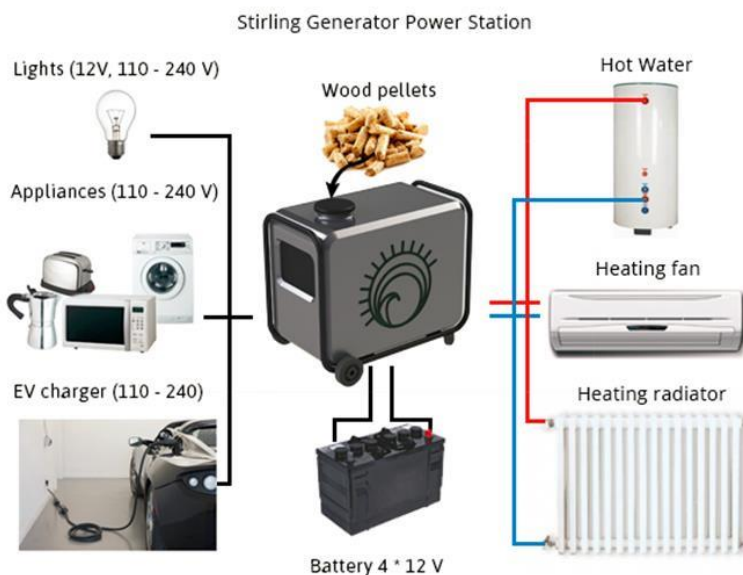 Stirling Generator Power Station
Lights (12V, 110 - 240 V)
Wood pellets
Hot Water
Appliances (110 - 240 V)
Heating fan
EV charger (110 - 240)
Heating radiator
Battery 4 * 12 V